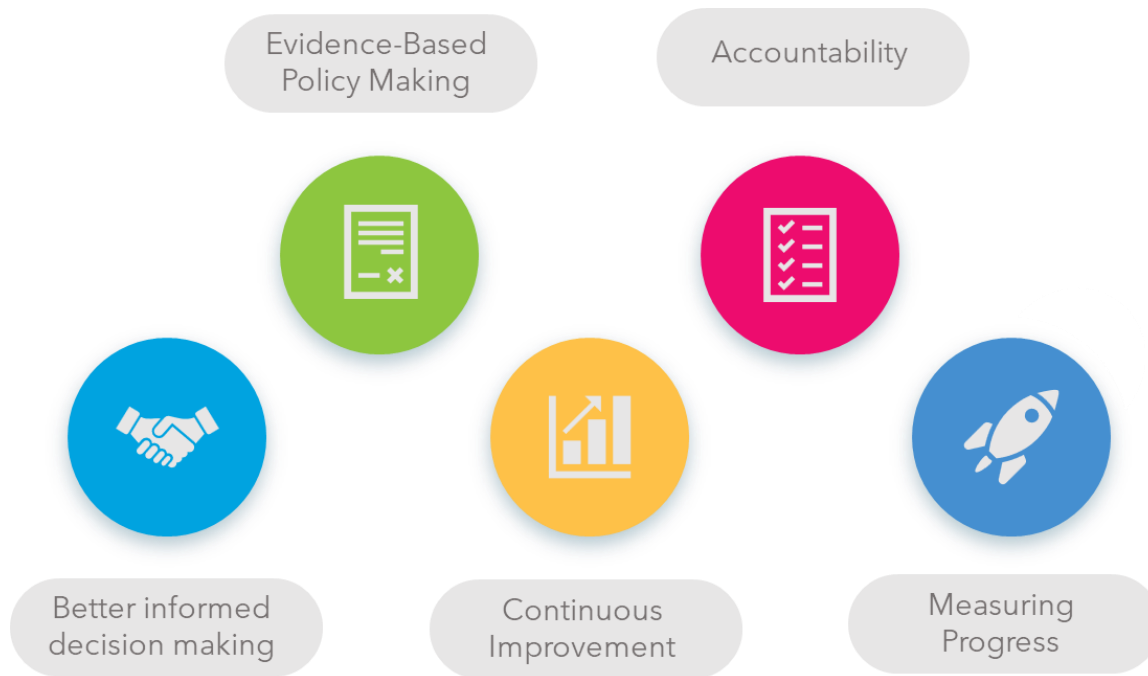 Evidence-Based
Policy Making
Accountability
Better informed
decision making
Continuous
Improvement
Measuring
Progress